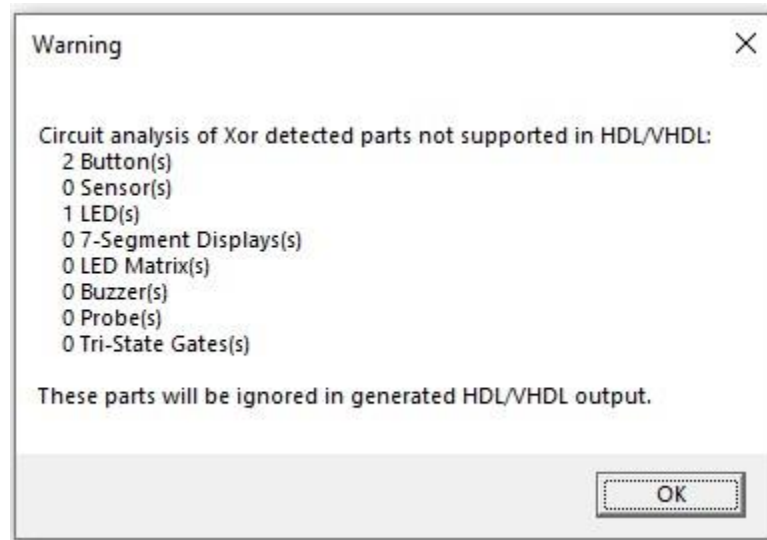 Warning
Circuit analysis of Xor detected parts not supported in HDL/VHDL:
2 Button(s)
0 Sensor(s)
1 LED(s)
0 7-Segment Displays(s)
0 LED Matrix(s)
0 Buzzer(s)
0 Probe(s)
0 Tri-State Gates(s)
These parts will be ignored in generated HDL/VHDL output.
OK